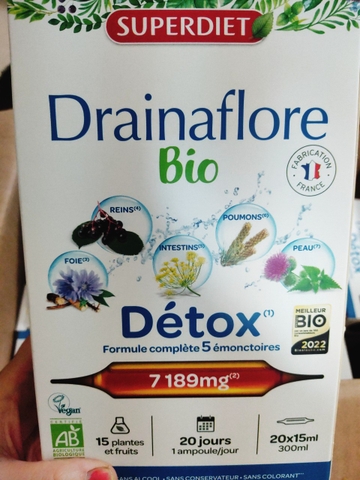 SUPERDIET
Drainaflore
Bio
FABRICATION
FRANCE
REINS(4)
POUMONS(6)
FOIE(3)
INTESTINS(5)
PEAU(7)
Détox(1)
Formule complète 5 émonctoires
MEILLEUR
BIO
2022
7 189mg(2)
Vegan
CERTIFIÉ
AB
AGRICULTURE
BIOLOGIQUE
15 plantes
et fruits
20 jours
1 ampoule/jour
20x15ml
300ml
SANS ALCOOL . SANS CONSERVATEUR . SANS COLORANT